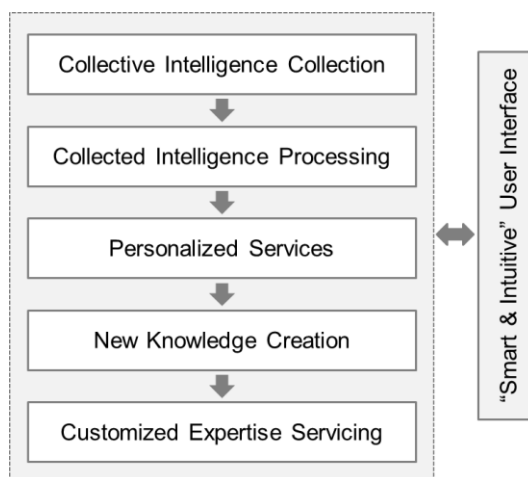 Collective Intelligence Collection
Collected Intelligence Processing
Personalized Services
New Knowledge Creation
Customized Expertise Servicing
“Smart & Intuitive” User Interface